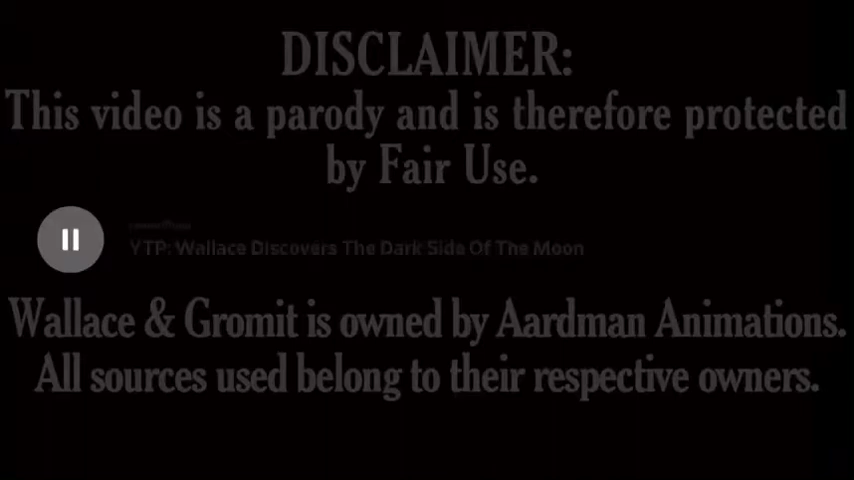 DISCLAIMER:
This video is a parody and is therefore protected
by Fair Use.
YTP: Wallace Discovers The Dark Side Of The Moon
Wallace & Gromit is owned by Aardman Animations.
All sources used belong to their respective owners.